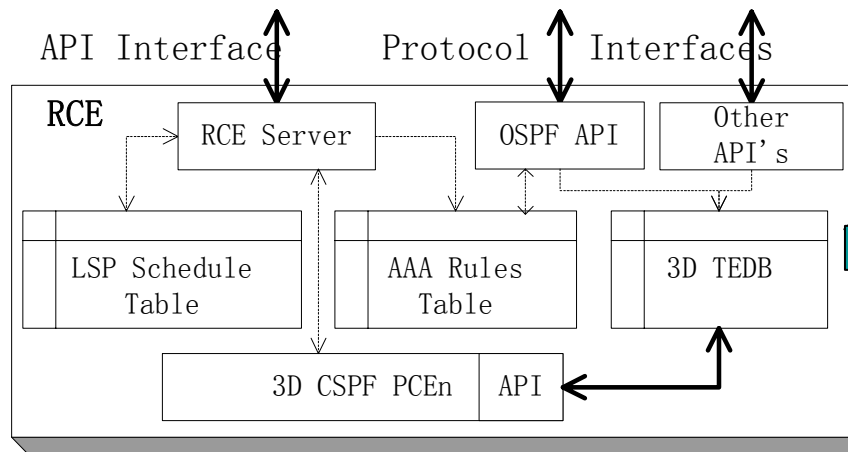 API Interface Protocol Interfaces
RCE
RCE Server
OSPF API
Other
API's
LSP Schedule
Table
AAA Rules
Table
3D TEDB
3D CSPF PCEn
API